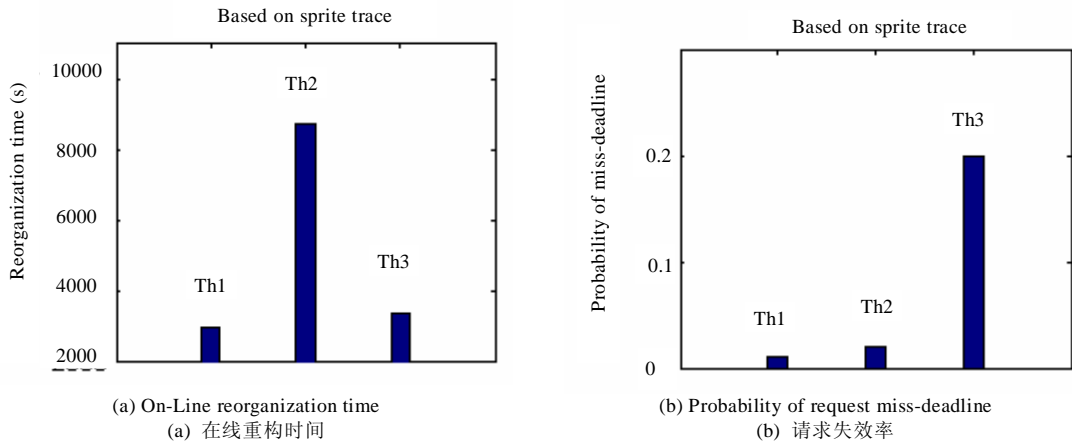 Based on sprite trace
Reorganization time (s)
10000
8000
6000
4000
2000
Th1
Th2
Th3
(a) On-Line reorganization time
(a) 在线重构时间
Based on sprite trace
Probability of miss-deadline
0.2
0.1
0
Th1
Th2
Th3
(b) Probability of request miss-deadline
(b) 请求失效率